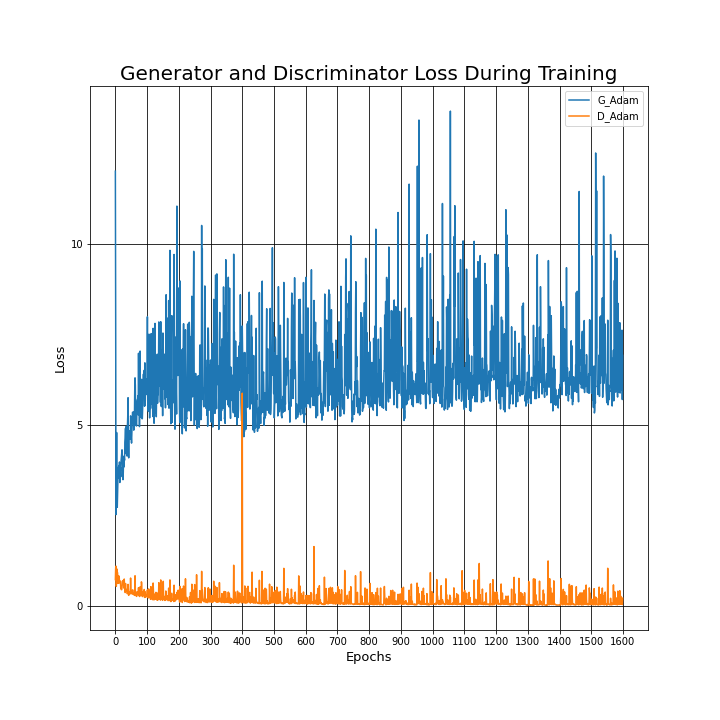 Generator and Discriminator Loss During Training
G_Adam
D_Adam
10
5
0
Loss
0 100 200 300 400 500 600 700 800 900 1000 1100 1200 1300 1400 1500 1600
Epochs